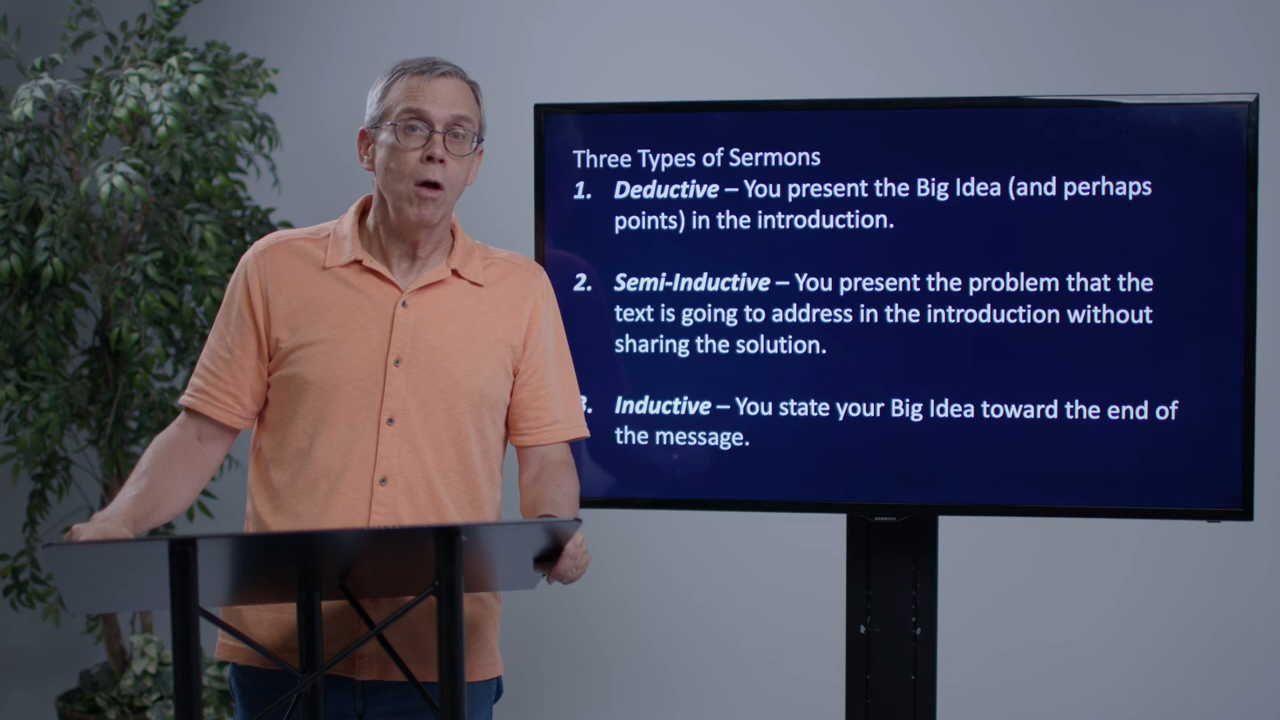 Three Types of Sermons
1. Deductive – You present the Big Idea (and perhaps
points) in the introduction.
2. Semi-Inductive – You present the problem that the
text is going to address in the introduction without
sharing the solution.
3. Inductive – You state your Big Idea toward the end of
the message.